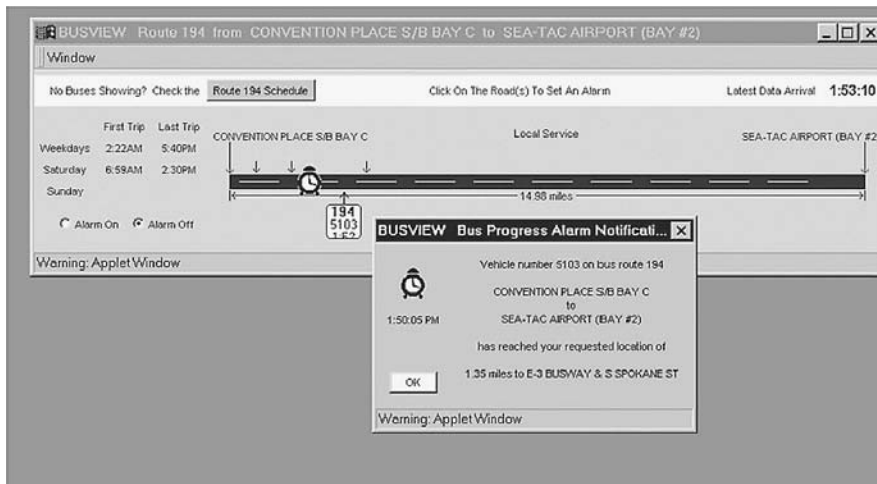 BUSVIEW Route 194 from CONVENTION PLACE S/B BAY C to SEA-TAC AIRPORT (BAY #2)
Window
No Buses Showing? Check the Route 194 Schedule Click On The Road(s) To Set An Alarm Latest Data Arrival 1:53:10
First Trip Last Trip
Weekdays 2:22AM 5:40PM
Saturday 6:59AM 2:30PM
Sunday
Alarm On Alarm Off
CONVENTION PLACE S/B BAY C Local Service SEA-TAC AIRPORT (BAY #2
14.98 miles
194
5103
1:52
Warning: Applet Window
BUSVIEW Bus Progress Alarm Notificati...
Vehicle number 5103 on bus route 194
CONVENTION PLACE S/B BAY C
to
SEA-TAC AIRPORT (BAY #2)
1:50:05 PM
has reached your requested location of
1.35 miles to E-3 BUSWAY & S SPOKANE ST
OK
Warning: Applet Window